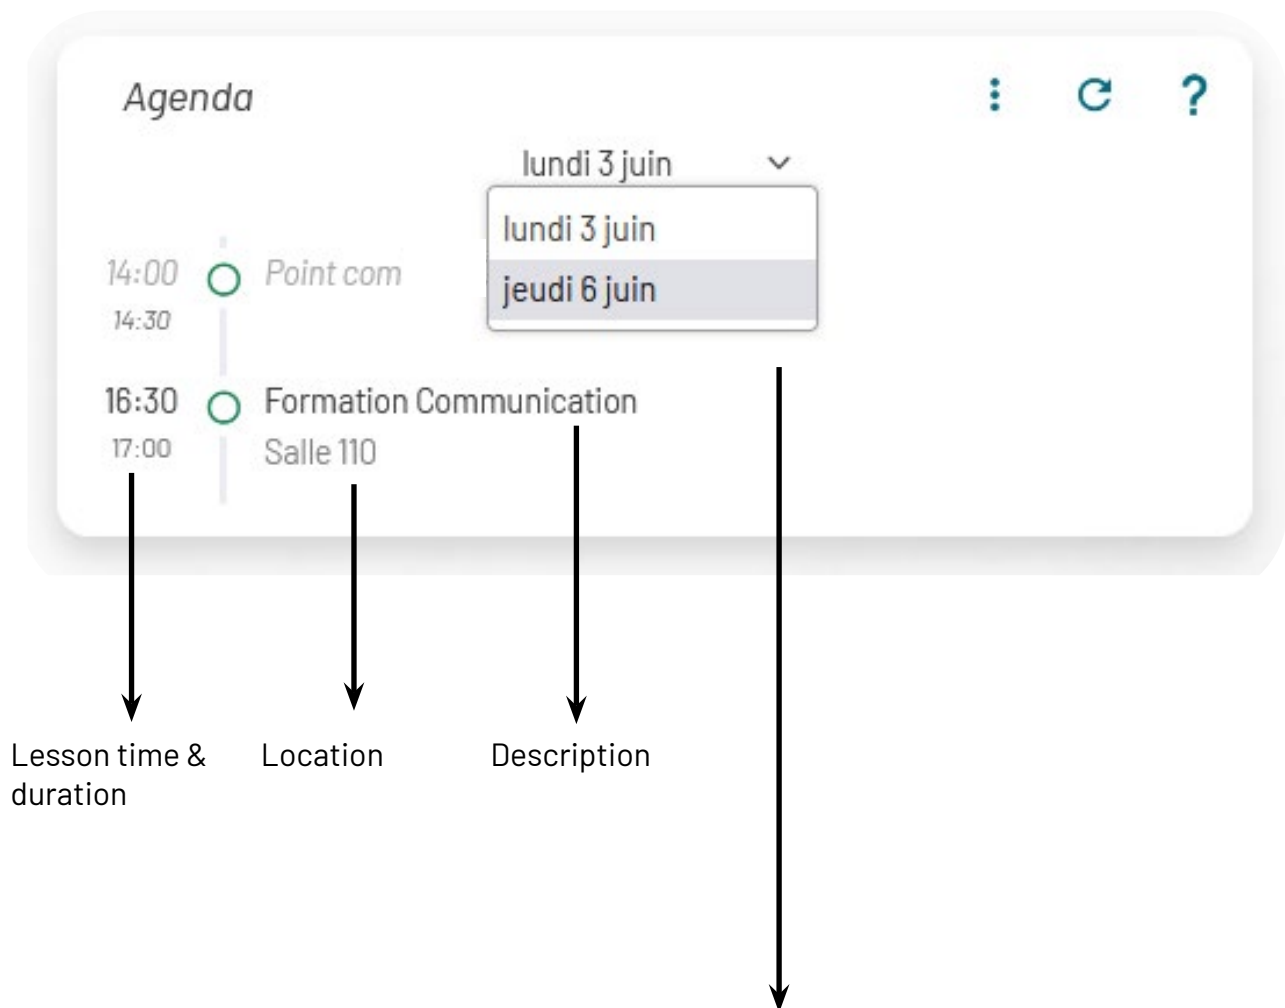 Agenda
?
lundi 3 juin
lundi 3 juin
jeudi 6 juin
14:00 Point com
14:30
16:30 Formation Communication
17:00 Salle 110
Lesson time &
duration
Location
Description